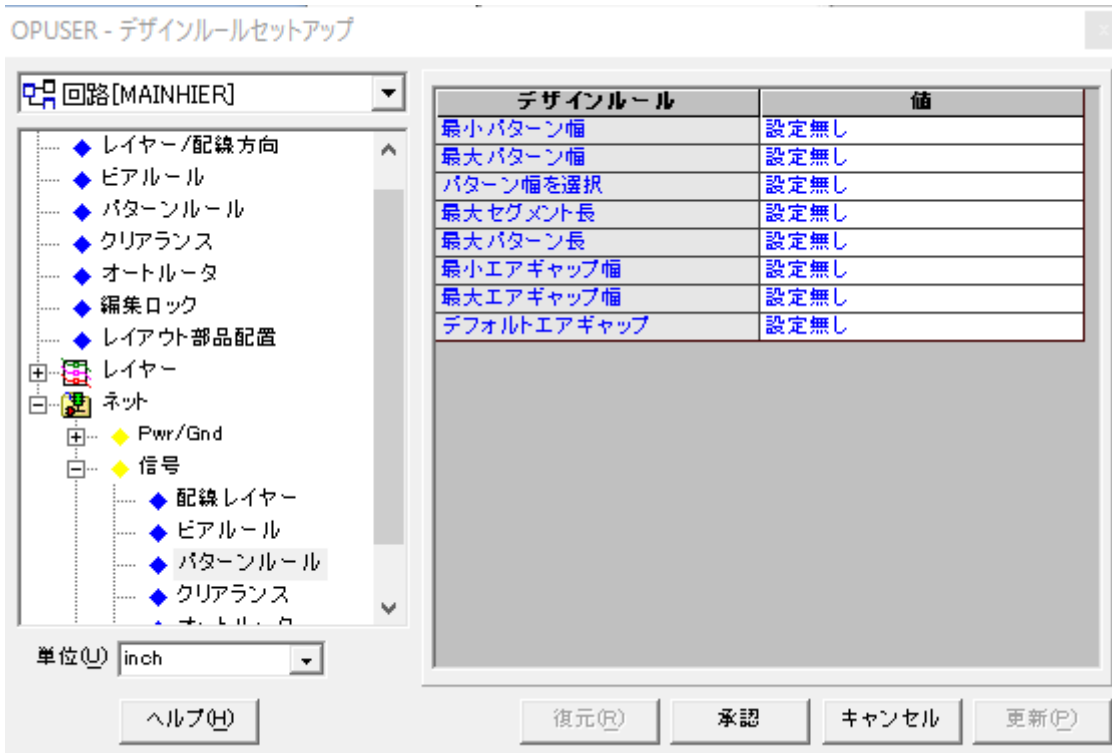 OPUSER - デザインルールセットアップ
回路[MAINHIER]
レイヤー/配線方向
ビアルール
パターンルール
クリアランス
オートルータ
編集ロック
レイアウト部品配置
レイヤー
ネット
Pwr/Gnd
信号
配線レイヤー
ビアルール
パターンルール
クリアランス
オートルータ
単位(U) inch
デザインルール 値
最小パターン幅 設定無し
最大パターン幅 設定無し
パターン幅を選択 設定無し
最大セグメント長 設定無し
最大パターン長 設定無し
最小エアギャップ幅 設定無し
最大エアギャップ幅 設定無し
デフォルトエアギャップ 設定無し
ヘルプ(H) 復元(R) 承認 キャンセル 更新(P)